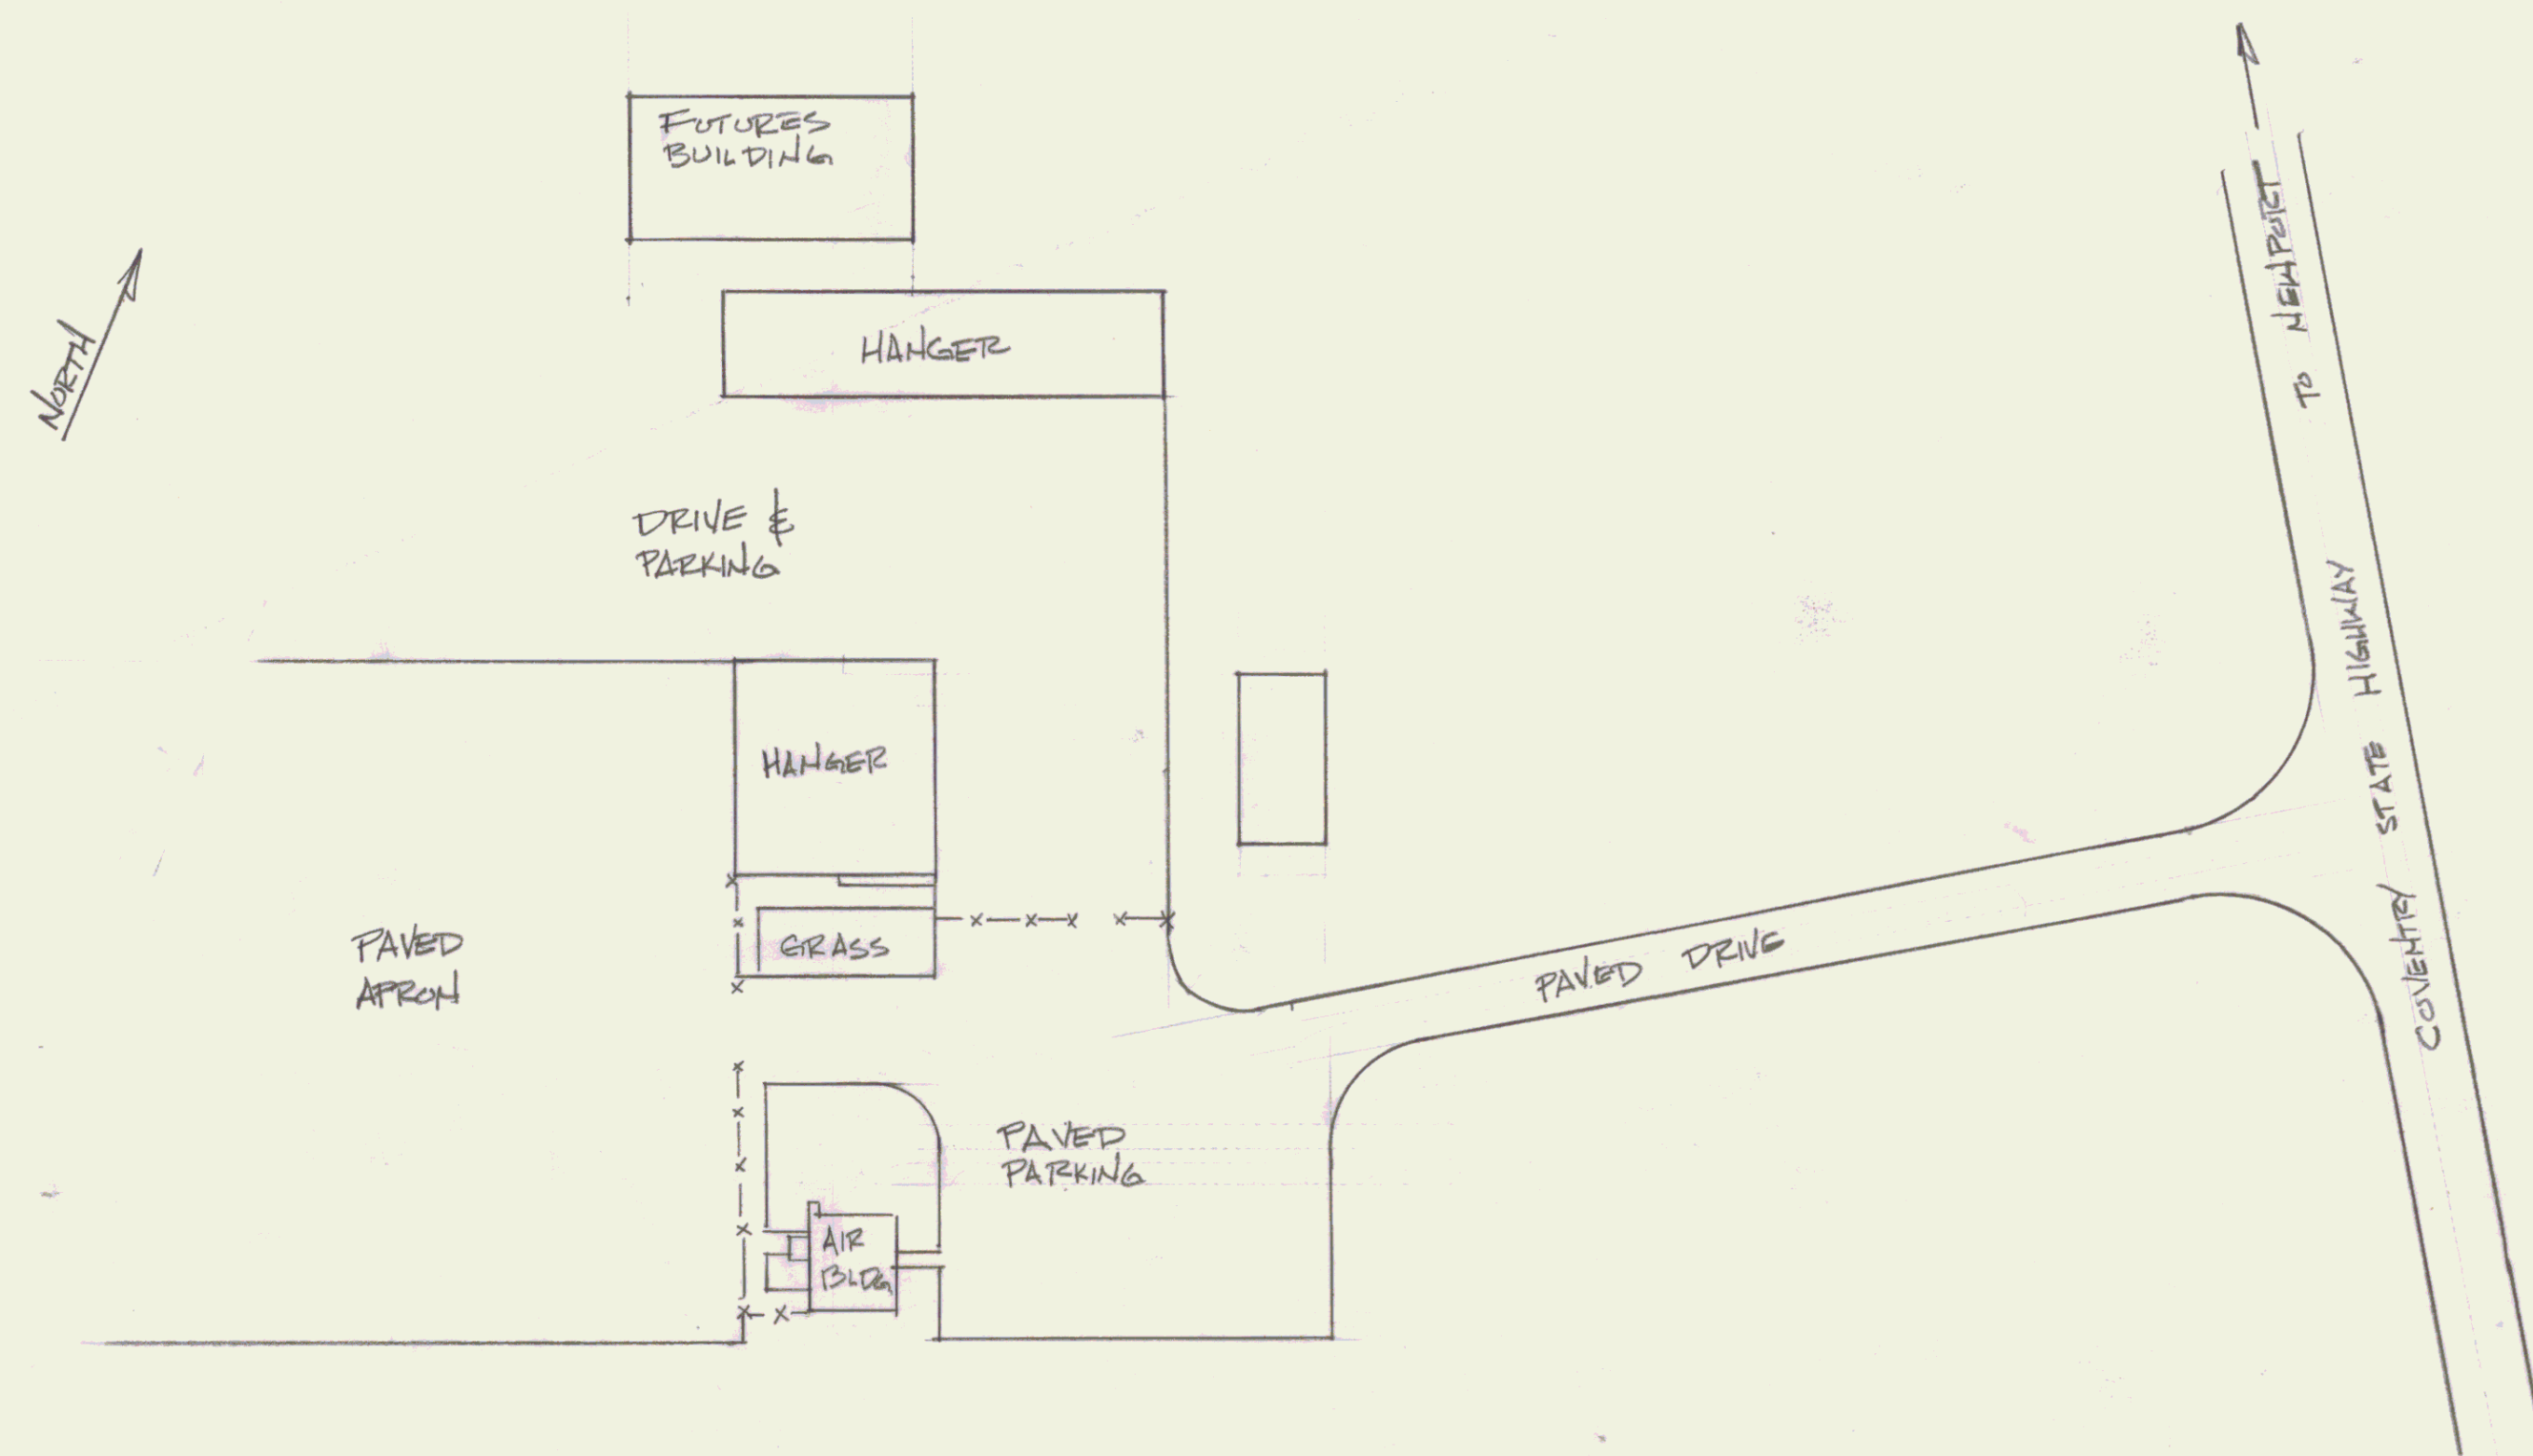 FUTURES
BUILDING
HANGER
NORTH
TO NEWPORT
DRIVE &
PARKING
HANGER
COVENTRY STATE HIGHWAY
GRASS
PAVED
APRON
PAVED DRIVE
PAVED
PARKING
AIR
BLDG